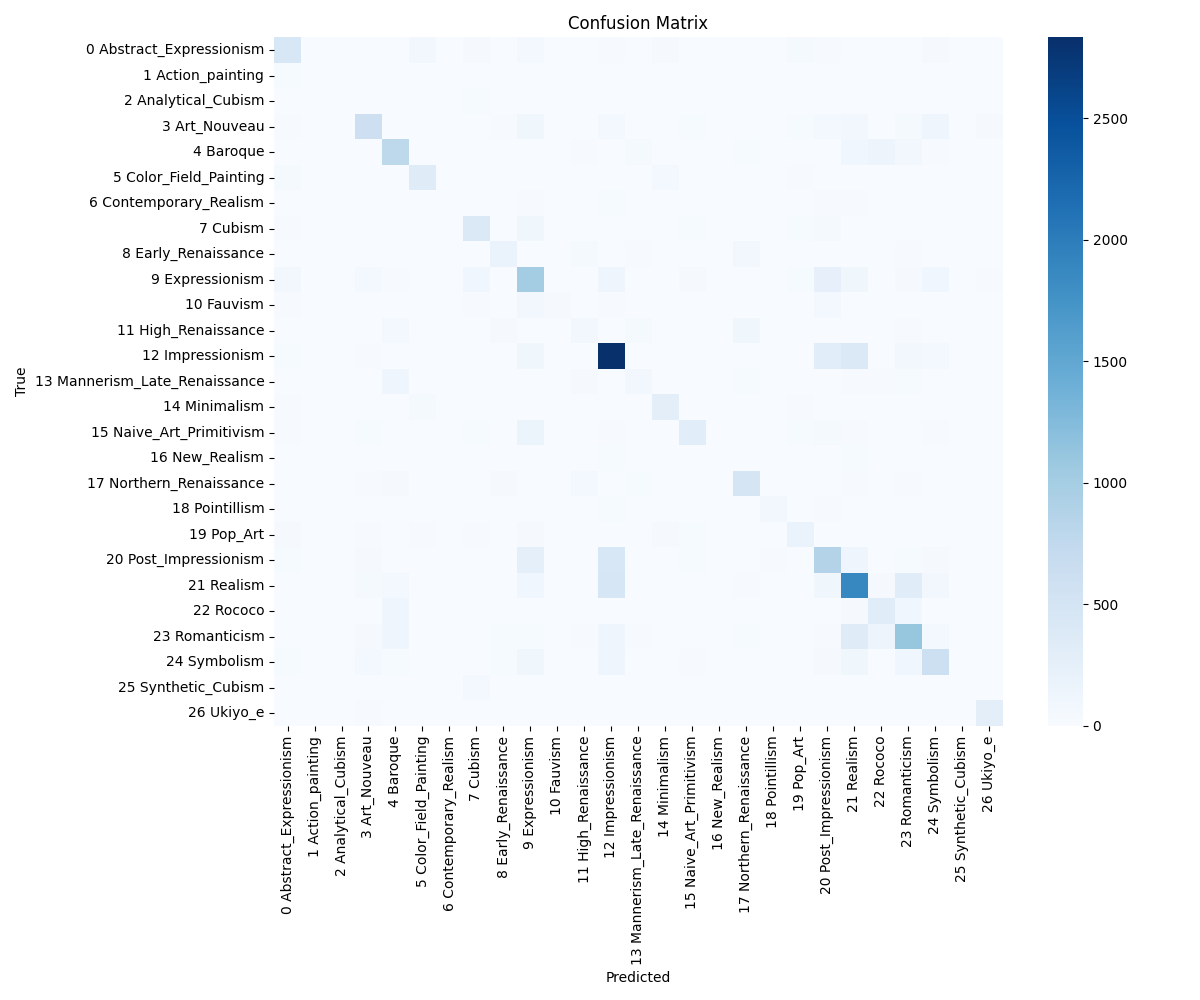 Confusion Matrix
True
0 Abstract_Expressionism
1 Action_painting
2 Analytical_Cubism
3 Art_Nouveau
4 Baroque
5 Color_Field_Painting
6 Contemporary_Realism
7 Cubism
8 Early_Renaissance
9 Expressionism
10 Fauvism
11 High_Renaissance
12 Impressionism
13 Mannerism_Late_Renaissance
14 Minimalism
15 Naive_Art_Primitivism
16 New_Realism
17 Northern_Renaissance
18 Pointillism
19 Pop_Art
20 Post_Impressionism
21 Realism
22 Rococo
23 Romanticism
24 Symbolism
25 Synthetic_Cubism
26 Ukiyo_e
0 Abstract_Expressionism
1 Action_painting
2 Analytical_Cubism
3 Art_Nouveau
4 Baroque
5 Color_Field_Painting
6 Contemporary_Realism
7 Cubism
8 Early_Renaissance
9 Expressionism
10 Fauvism
11 High_Renaissance
12 Impressionism
13 Mannerism_Late_Renaissance
14 Minimalism
15 Naive_Art_Primitivism
16 New_Realism
17 Northern_Renaissance
18 Pointillism
19 Pop_Art
20 Post_Impressionism
21 Realism
22 Rococo
23 Romanticism
24 Symbolism
25 Synthetic_Cubism
26 Ukiyo_e
Predicted
2500
2000
1500
1000
500
0